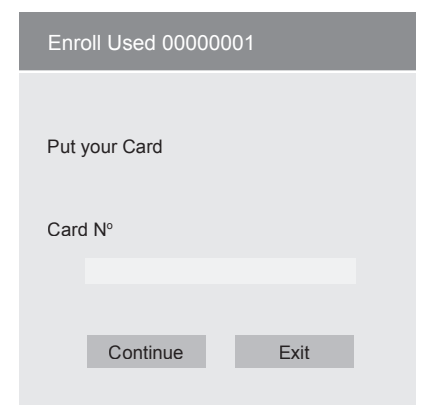 Enroll Used 00000001
Put your Card
Card Nº
Continue
Exit